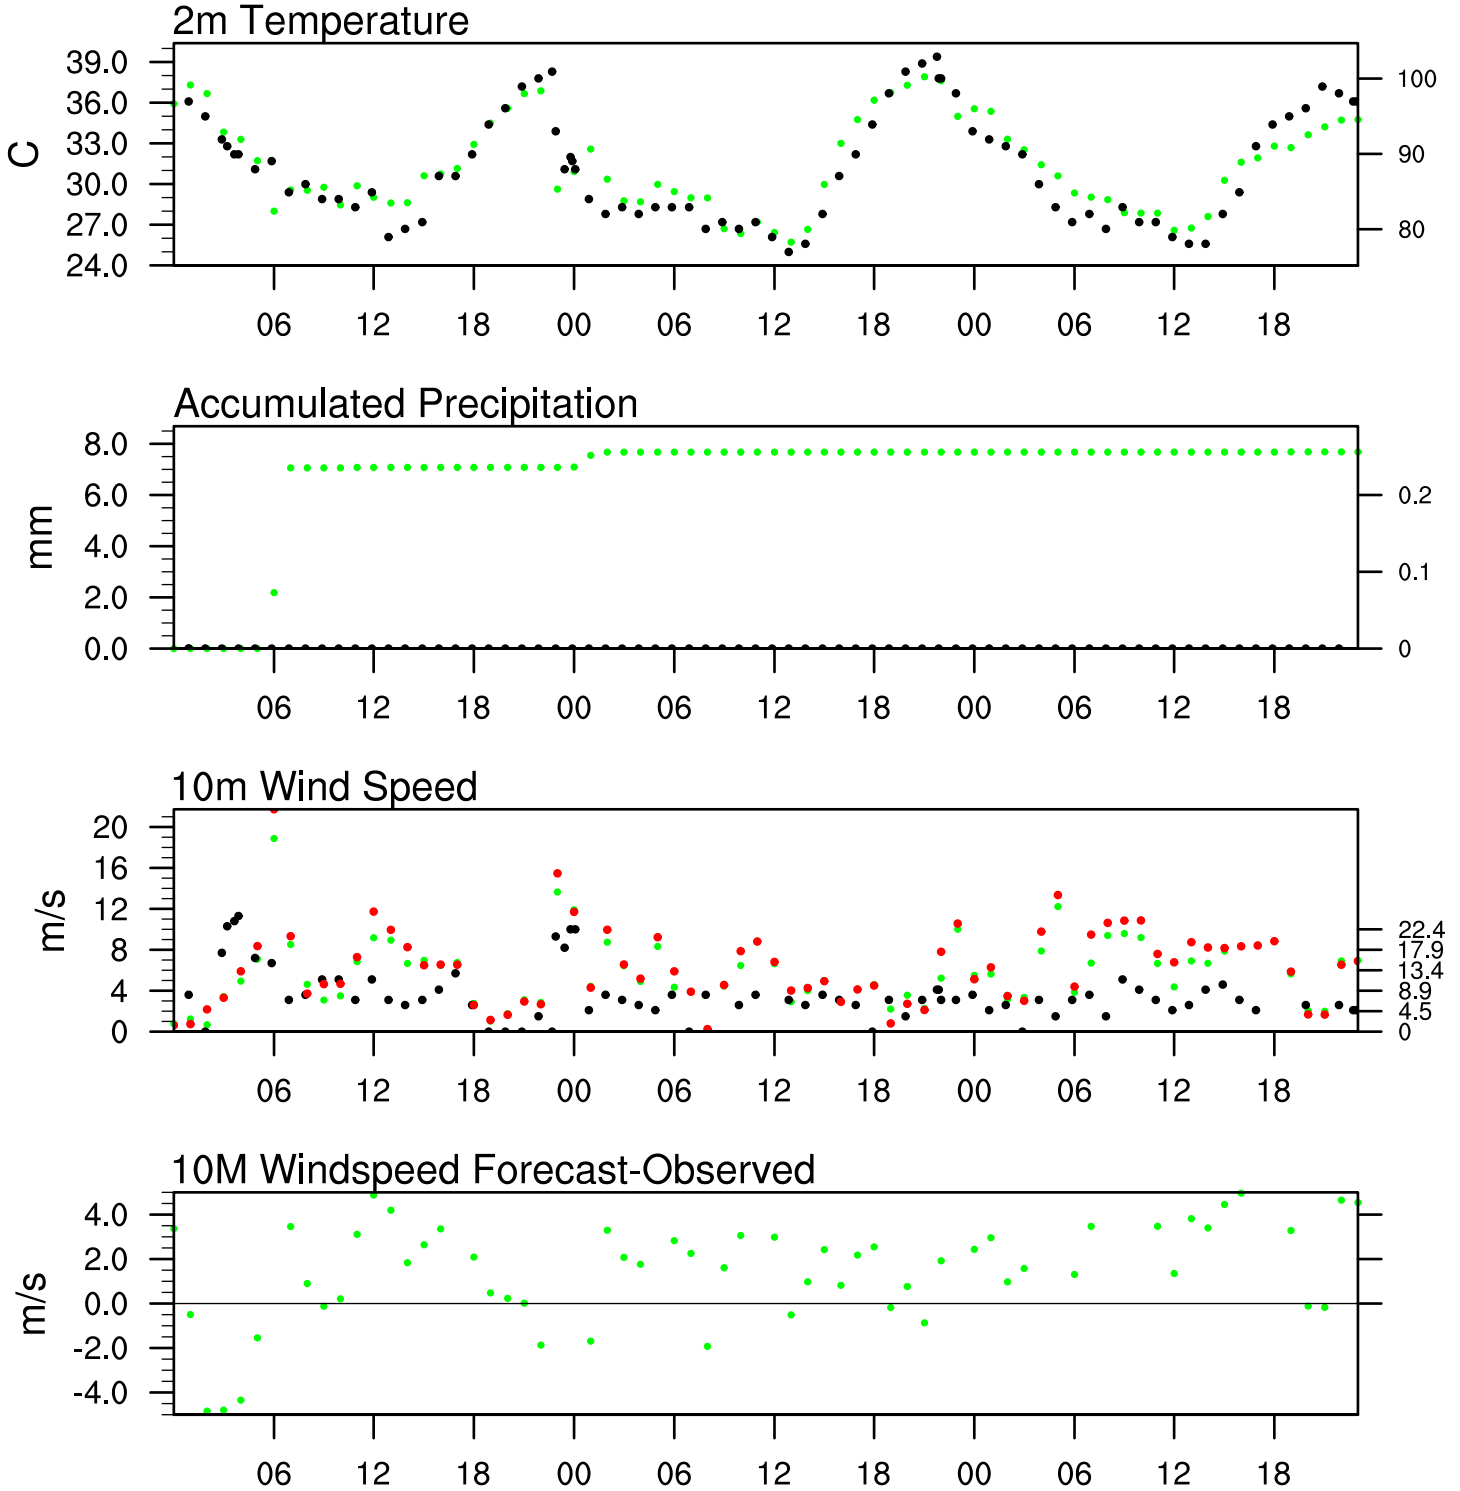 2m Temperature
39.0
36.0
33.0
30.0
27.0
24.0
C
100
90
80
06 12 18 00 06 12 18 00 06 12 18
Accumulated Precipitation
8.0
6.0
4.0
2.0
0.0
mm
0.2
0.1
0
06 12 18 00 06 12 18 00 06 12 18
10m Wind Speed
20
16
12
8
4
0
m/s
22.4
17.9
13.4
8.9
4.5
0
06 12 18 00 06 12 18 00 06 12 18
10M Windspeed Forecast-Observed
4.0
2.0
0.0
-2.0
-4.0
m/s
06 12 18 00 06 12 18 00 06 12 18